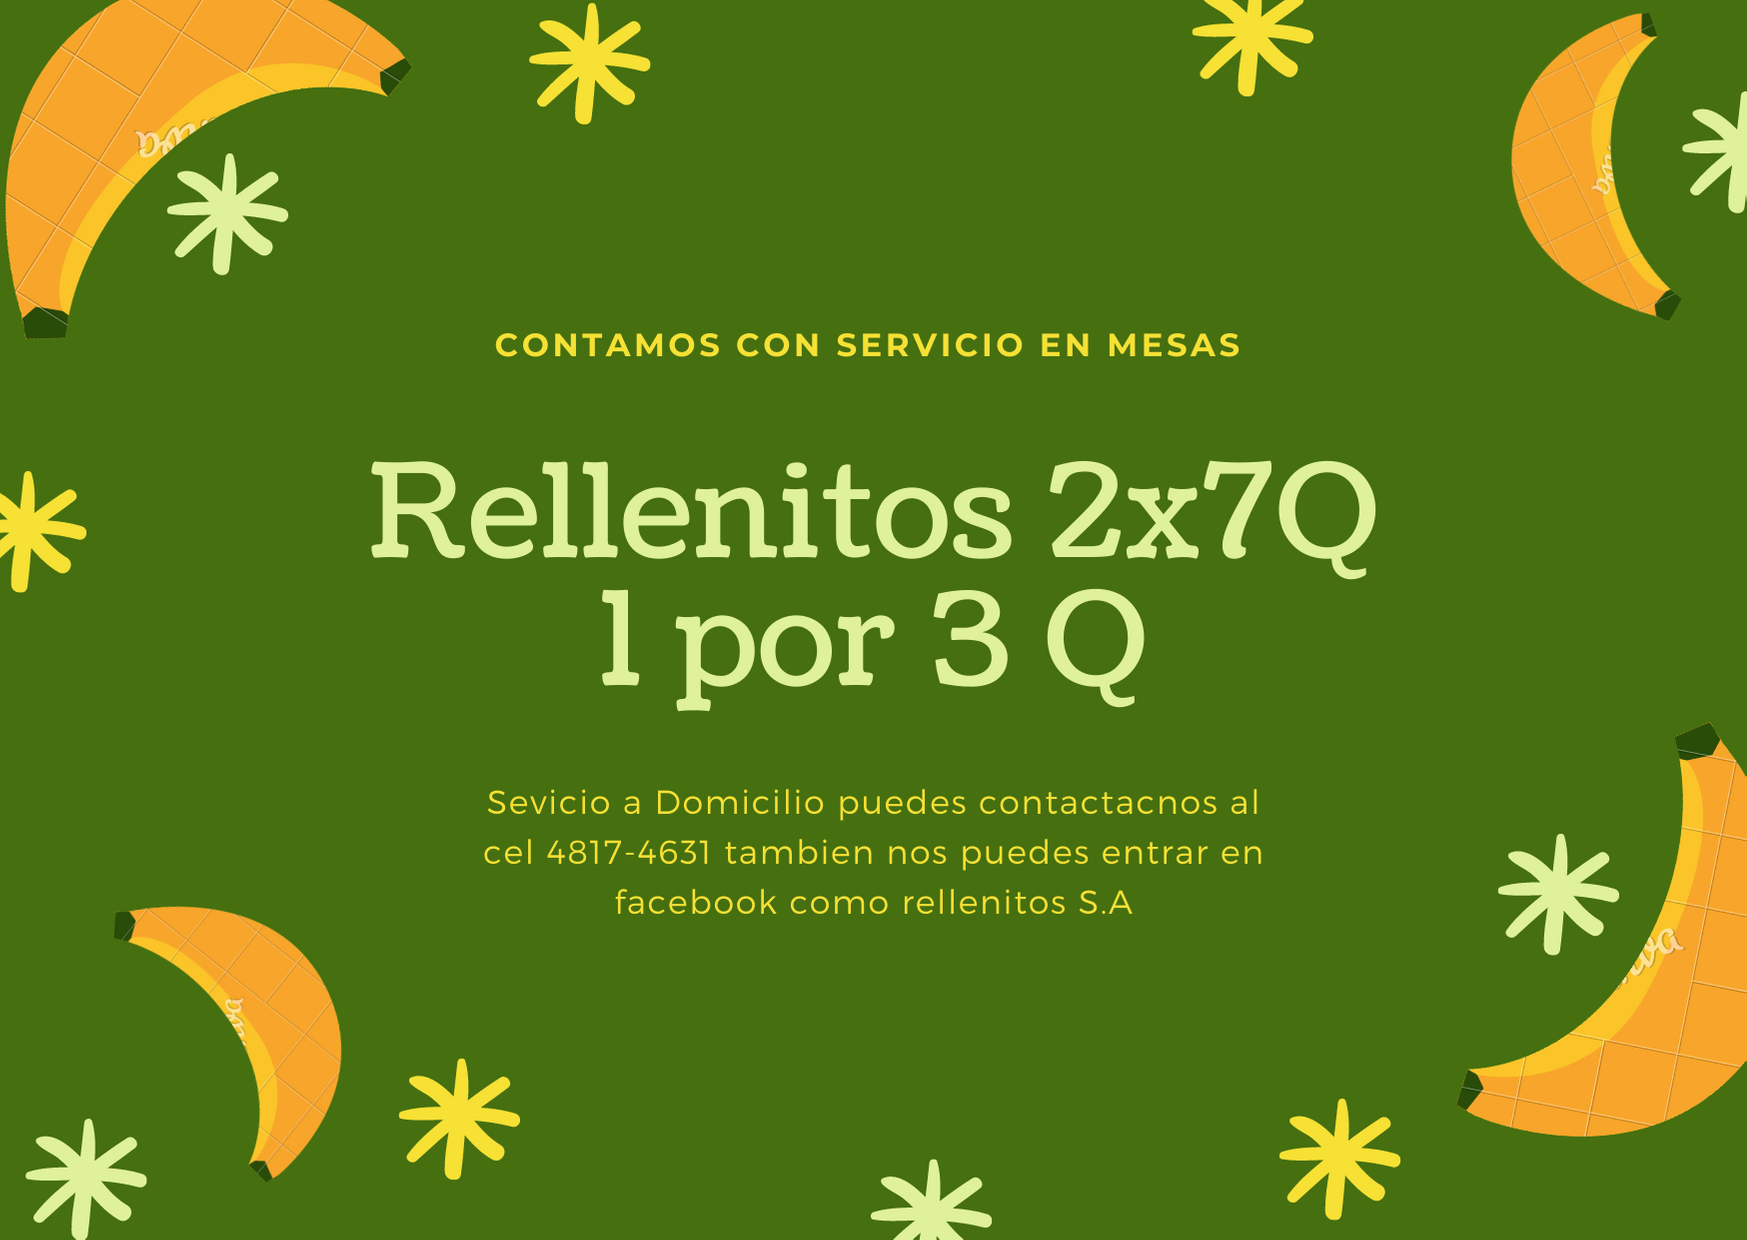 CONTAMOS CON SERVICIO EN MESAS
Rellenitos 2x7Q
1 por 3 Q
Sevicio a Domicilio puedes contactacnos al
cel 4817-4631 tambien nos puedes entrar en
facebook como rellenitos S.A